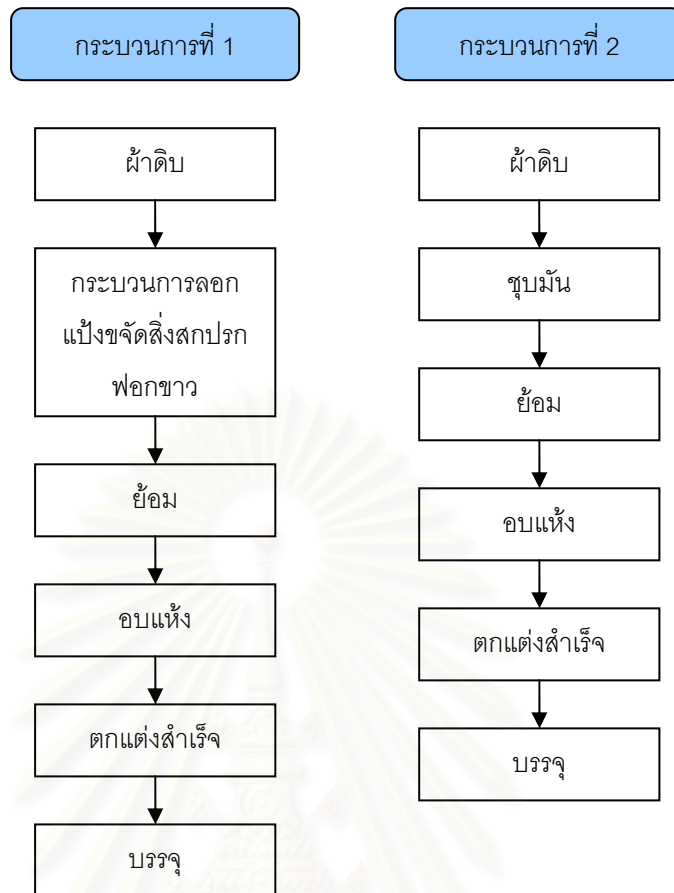 กระบวนการที่ 1
ผ้าดิบ
กระบวนการลอก
แป้งขจัดสิ่งสกปรก
ฟอกขาว
ย้อม
อบแห้ง
ตกแต่งสำเร็จ
บรรจุ
กระบวนการที่ 2
ผ้าดิบ
ชุบมัน
ย้อม
อบแห้ง
ตกแต่งสำเร็จ
บรรจุ